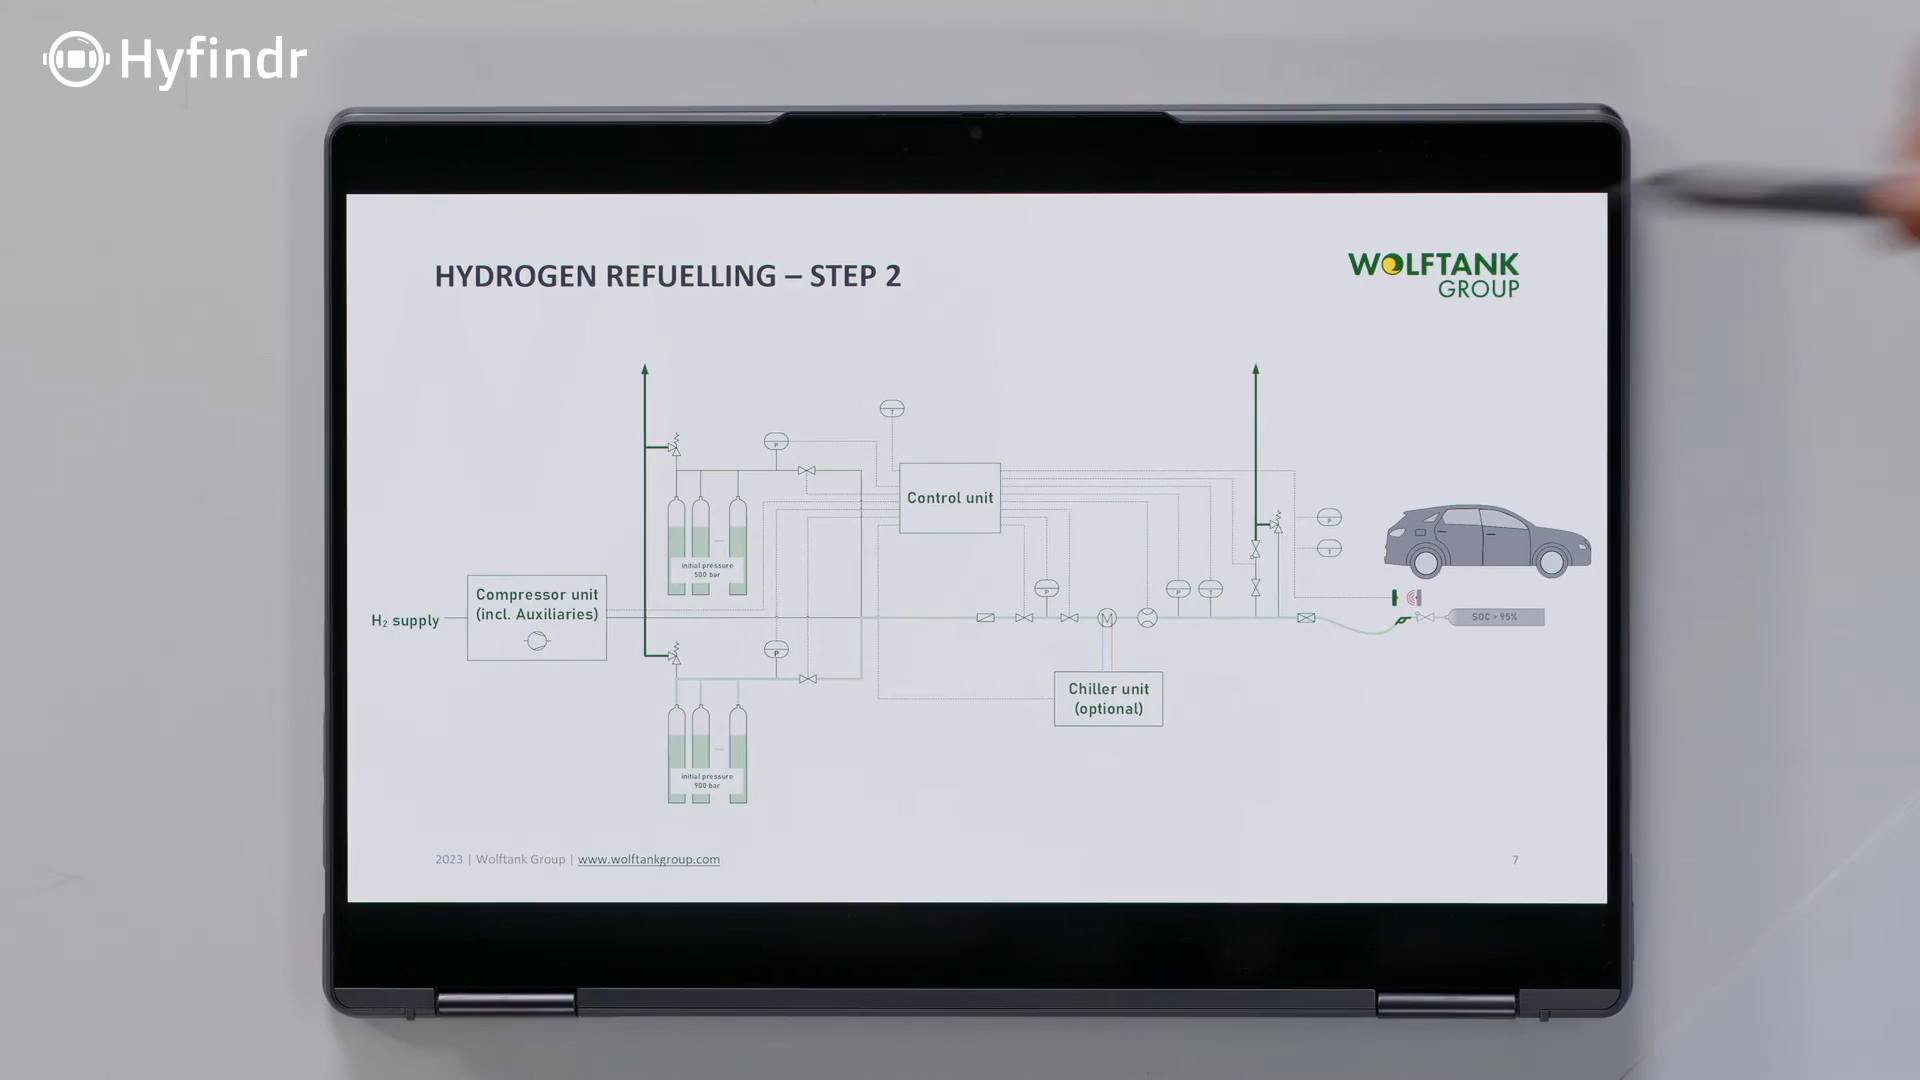 Hyfindr
HYDROGEN REFUELLING – STEP 2
WOLFTANK
GROUP
T
P
Control unit
initial pressure
500 bar
P
T
Compressor unit
(incl. Auxiliaries)
H₂ supply
P
P
T
M
SOC > 95%
P
Chiller unit
(optional)
initial pressure
900 bar
2023 | Wolftank Group | www.wolftankgroup.com
7